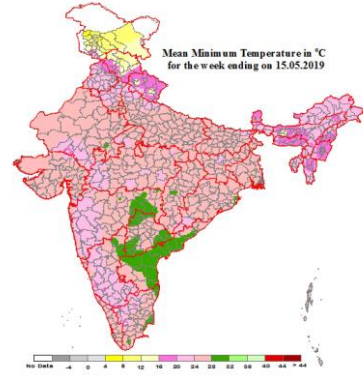 Mean Minimum Temperature in °C
for the week ending on 15.05.2019
No Data -4 0 4 8 12 16 20 24 28 32 36 40 44 > 44